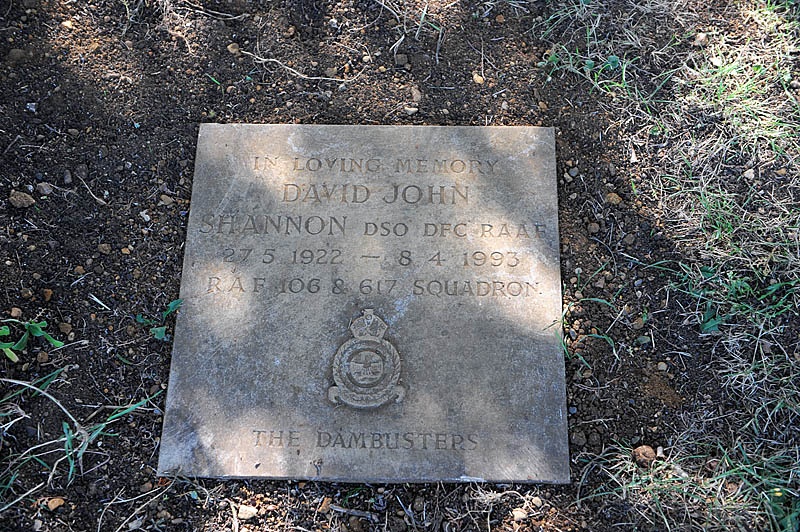 IN LOVING MEMORY
DAVID JOHN
SHANNON DSO DFC RAAF
27 5 1922 – 8 4 1993
R A F 106 & 617 SQUADRON
THE DAMBUSTERS